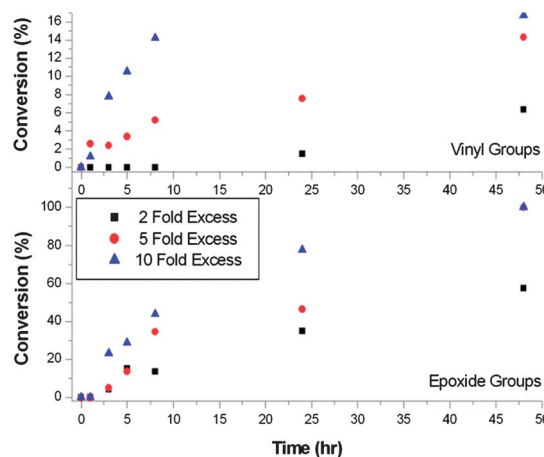 Conversion (%)
16
14
12
10
8
6
4
2
0
Vinyl Groups
0 5 10 15 20 25 30 35 40 45 50
Conversion (%)
100
80
60
40
20
0
2 Fold Excess
5 Fold Excess
10 Fold Excess
Epoxide Groups
0 5 10 15 20 25 30 35 40 45 50
Time (hr)